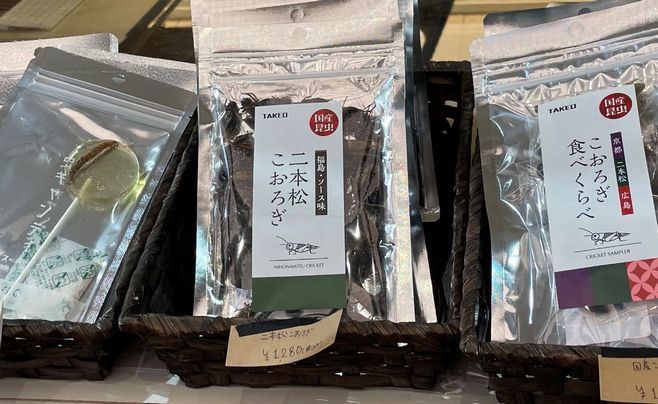 TAKEO
国産
昆虫
福島・ソース味
二本松
こおろぎ
NIHONMATSU CRICKET
二本松こおろぎ
¥1280
TAKEO
国産
昆虫
京都 二本松 広島
こおろぎ
食べくらべ
CRICKET SAMPLER
国産
¥1